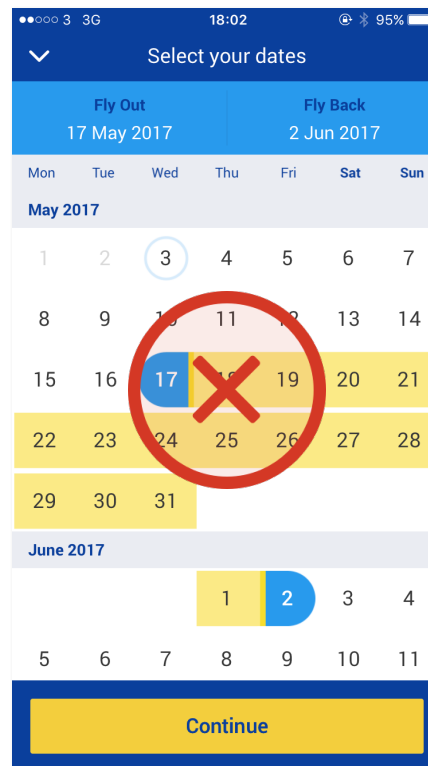 3 3G 18:02 95%
Select your dates
Fly Out Fly Back
17 May 2017 2 Jun 2017
Mon Tue Wed Thu Fri Sat Sun
May 2017
1 2 3 4 5 6 7
8 9 10 11 12 13 14
15 16 17 18 19 20 21
22 23 24 25 26 27 28
29 30 31
June 2017
1 2 3 4
5 6 7 8 9 10 11
Continue